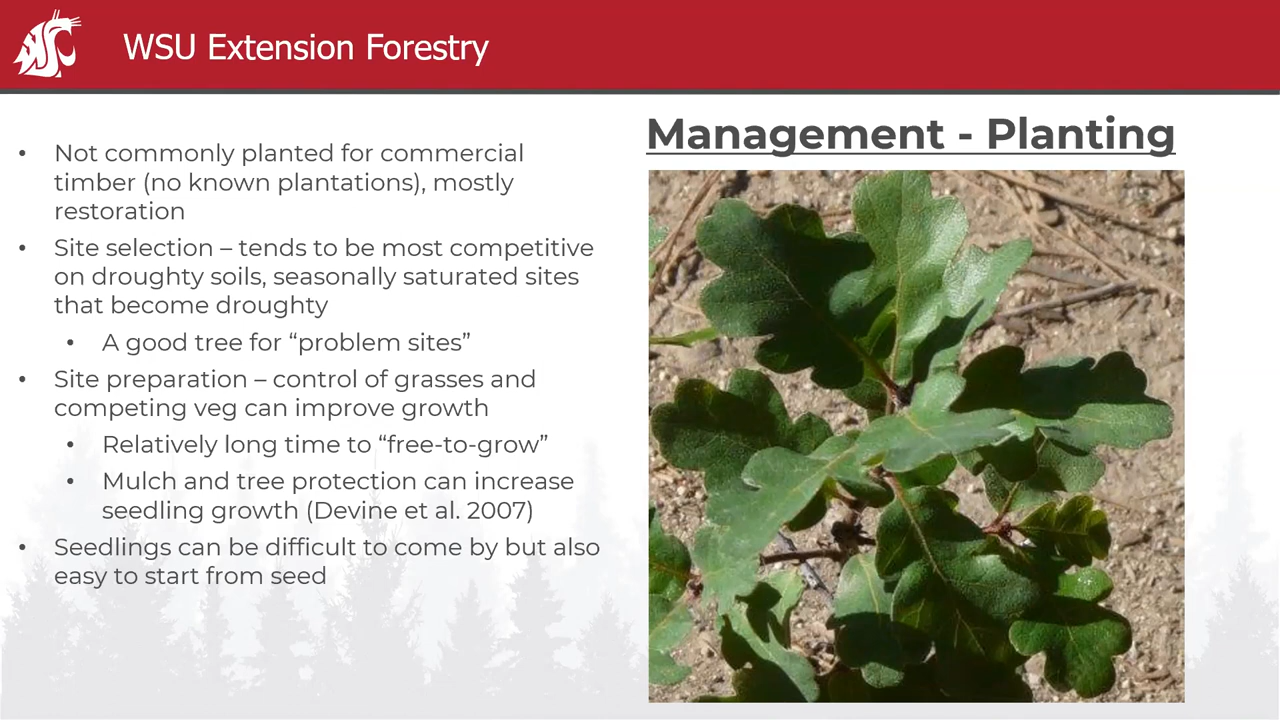 WSU Extension Forestry
Management - Planting
• Not commonly planted for commercial
timber (no known plantations), mostly
restoration
• Site selection – tends to be most competitive
on droughty soils, seasonally saturated sites
that become droughty
• A good tree for “problem sites”
• Site preparation – control of grasses and
competing veg can improve growth
• Relatively long time to “free-to-grow”
• Mulch and tree protection can increase
seedling growth (Devine et al. 2007)
• Seedlings can be difficult to come by but also
easy to start from seed